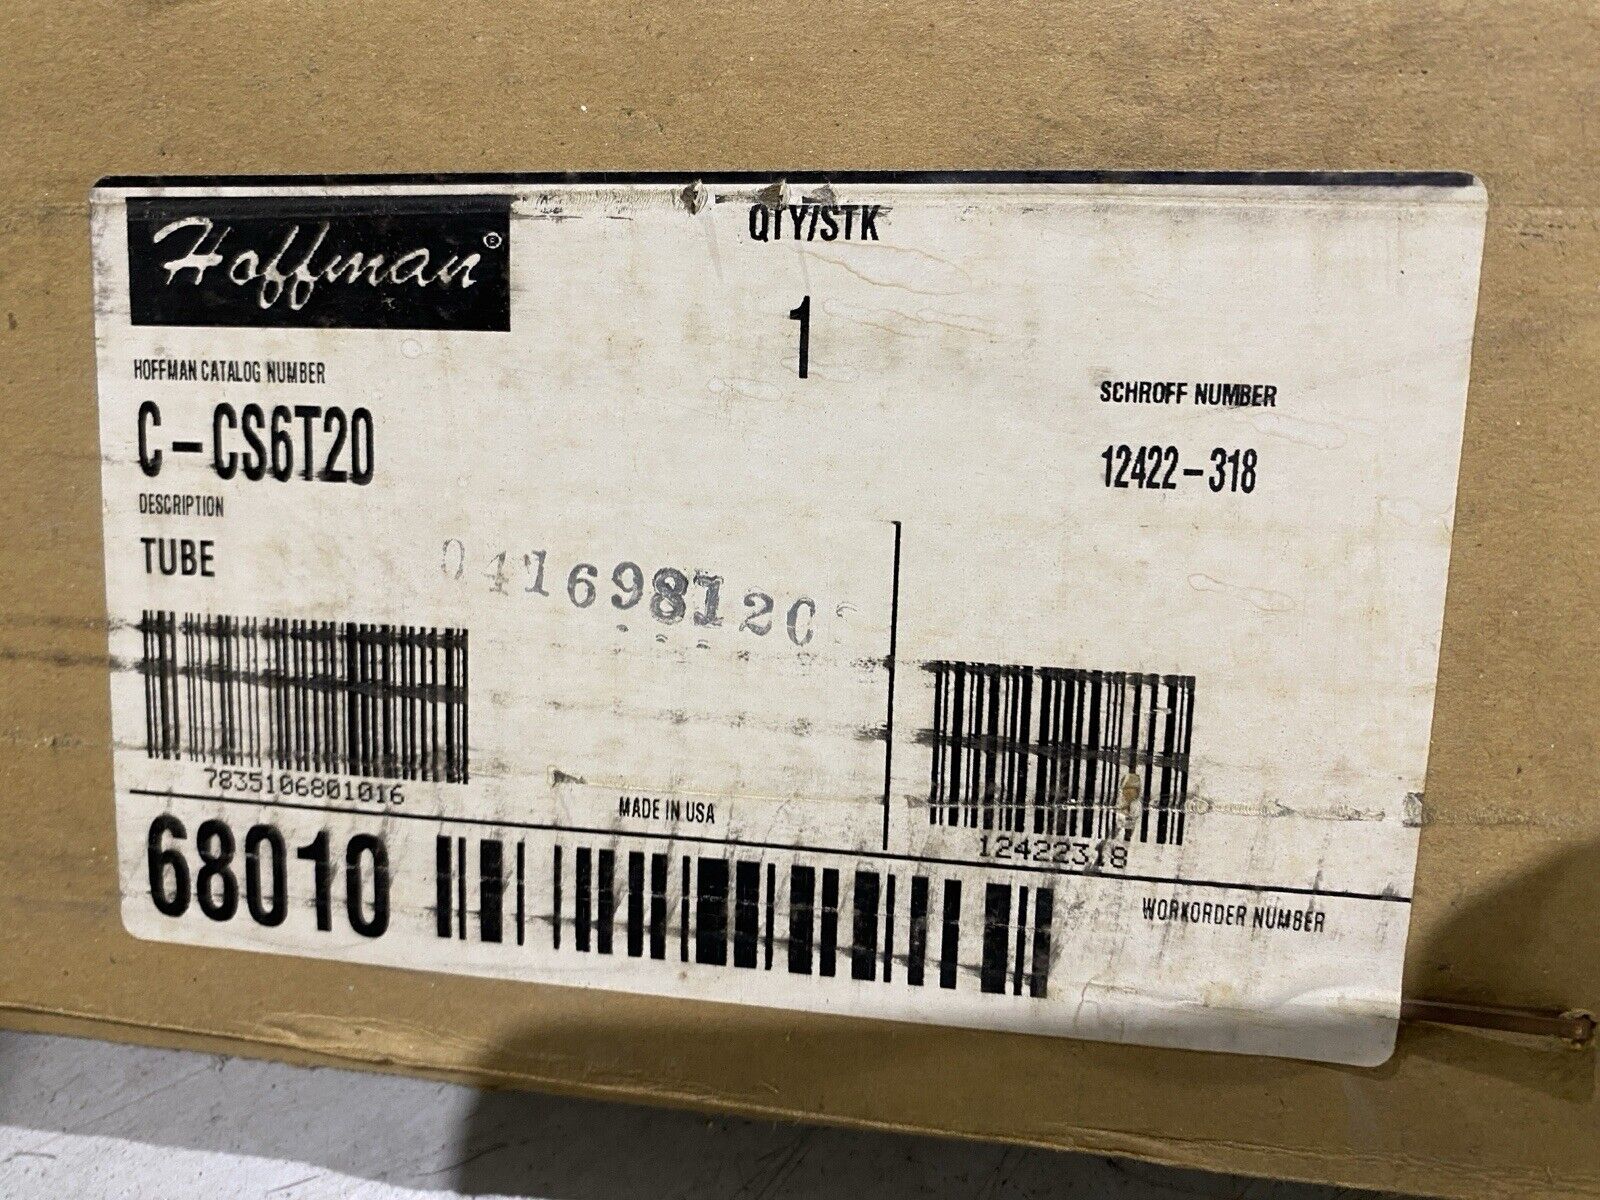 Hoffman®
QTY/STK
1
HOFFMAN CATALOG NUMBER
C-CS6T20
SCHROFF NUMBER
12422-318
DESCRIPTION
TUBE
041698120
7835106801016
MADE IN USA
12422318
68010
WORKORDER NUMBER